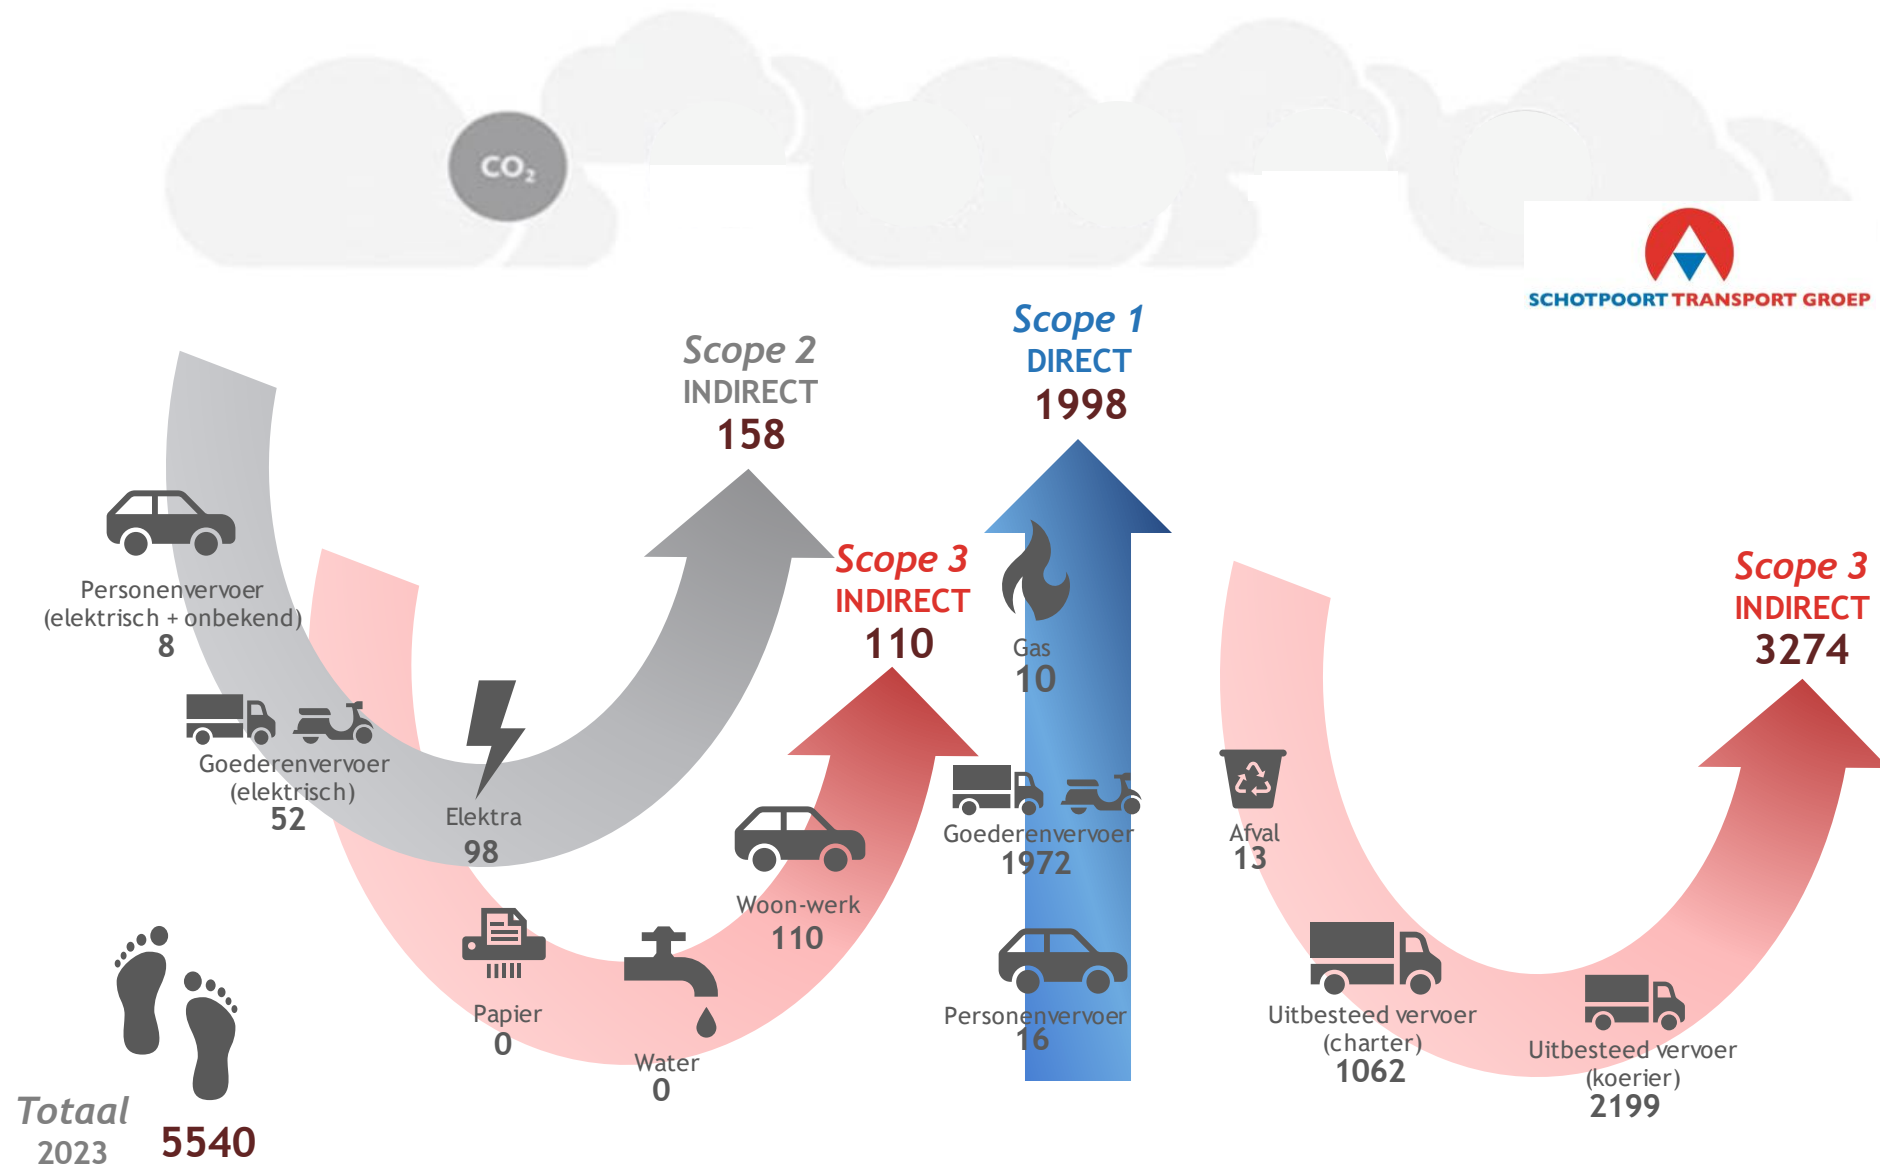 CO₂
SCHOTPOORT TRANSPORT GROEP
Scope 2
INDIRECT
158
Personenvervoer
(elektrisch + onbekend)
8
Goederenvervoer
(elektrisch)
52
Elektra
98
Scope 3
INDIRECT
110
Papier
0
Water
0
Woon-werk
110
Scope 1
DIRECT
1998
Gas
10
Goederenvervoer
1972
Personenvervoer
16
Scope 3
INDIRECT
3274
Afval
13
Uitbesteed vervoer
(charter)
1062
Uitbesteed vervoer
(koerier)
2199
Totaal
2023
5540